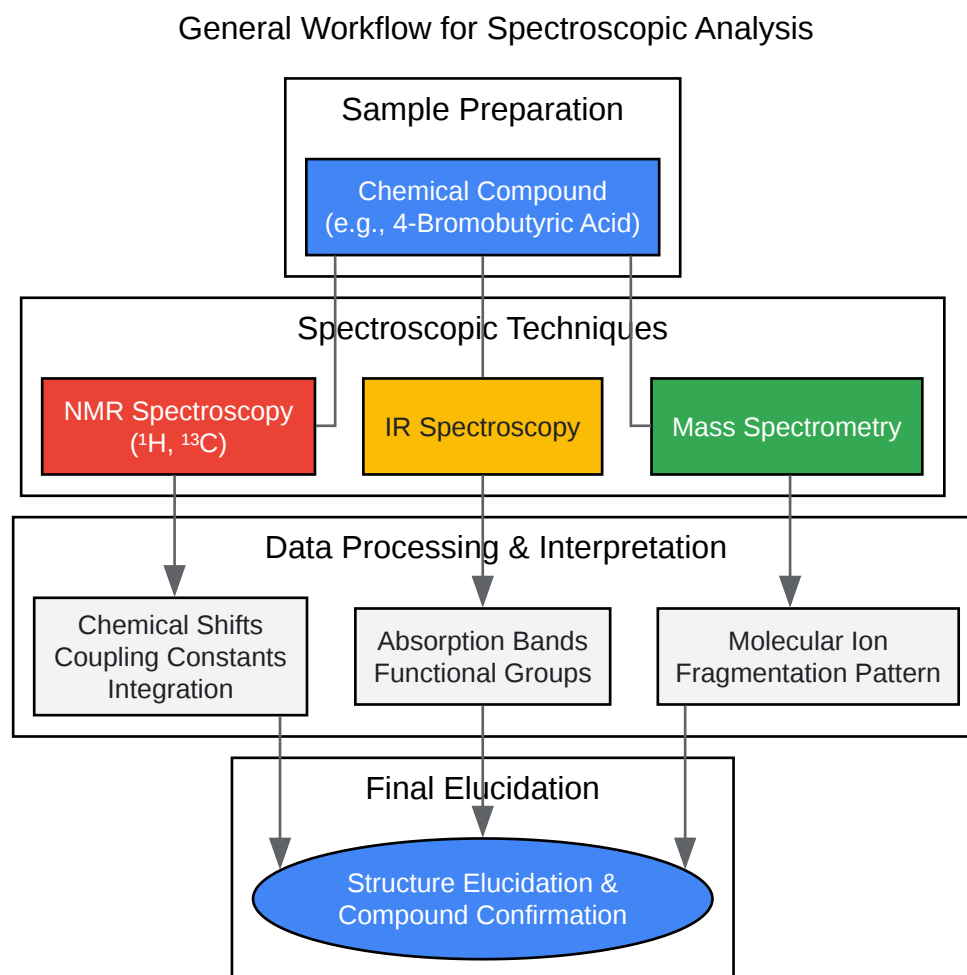 General Workflow for Spectroscopic Analysis
Sample Preparation
Chemical Compound
(e.g., 4-Bromobutyric Acid)
Spectroscopic Techniques
NMR Spectroscopy
(¹H, ¹³C)
IR Spectroscopy
Mass Spectrometry
Data Processing & Interpretation
Chemical Shifts
Coupling Constants
Integration
Absorption Bands
Functional Groups
Molecular Ion
Fragmentation Pattern
Final Elucidation
Structure Elucidation &
Compound Confirmation